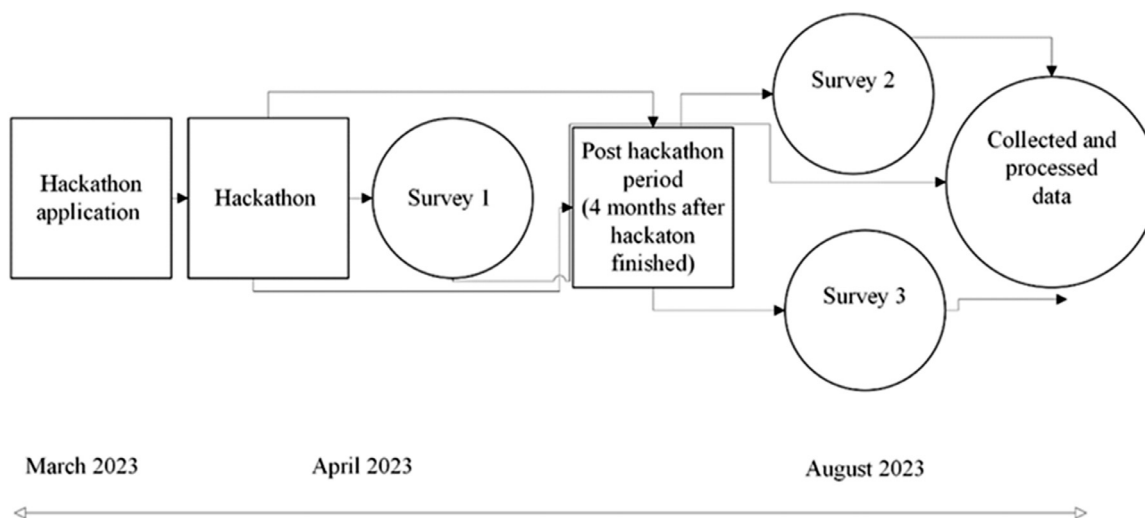 Hackathon
application
Hackathon
Survey 1
Post hackathon
period
(4 months after
hackaton
finished)
Survey 2
Survey 3
Collected and
processed
data
March 2023
April 2023
August 2023